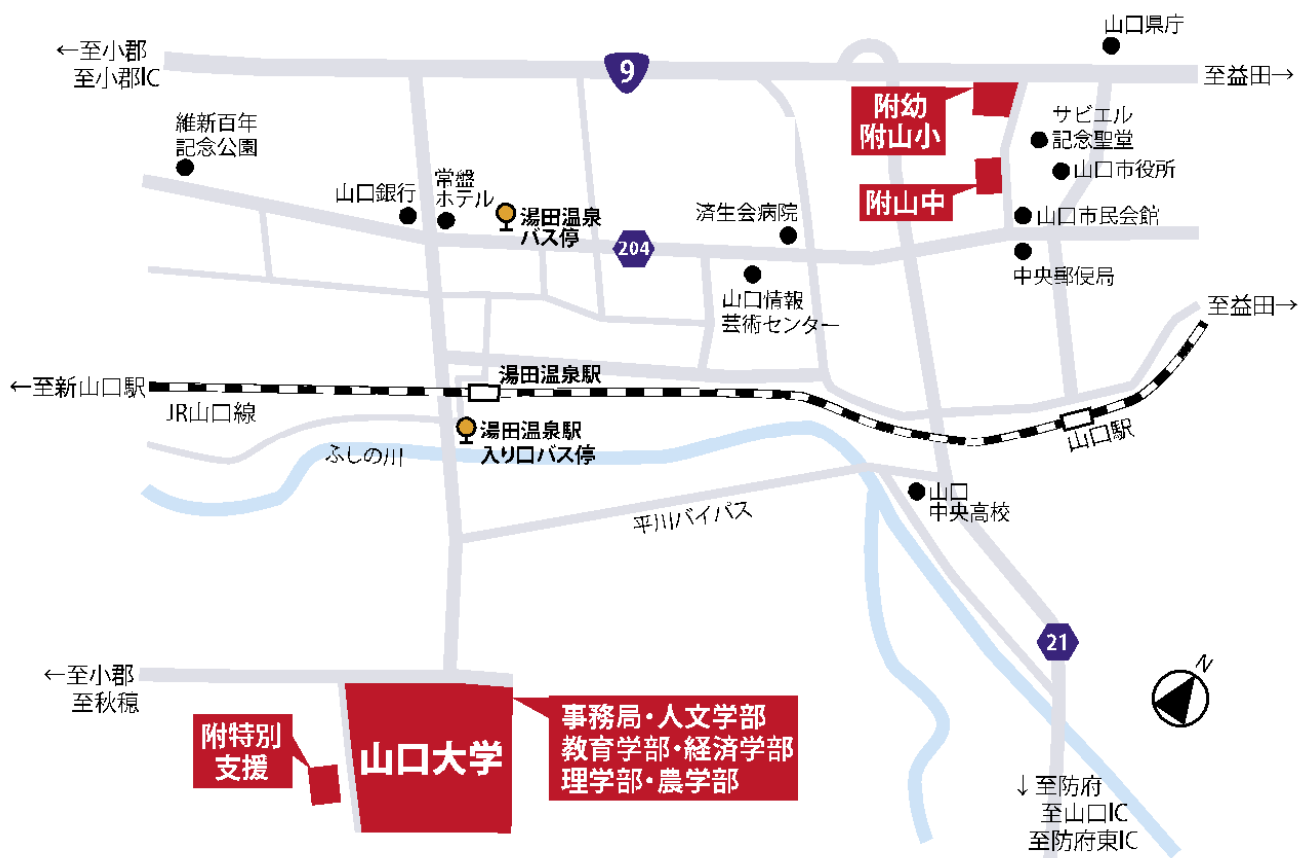 山口県庁
←至小郡
至小郡IC
9
至益田→
附幼
附山小
維新百年
記念公園
サビエル
記念聖堂
山口市役所
常盤
ホテル
山口銀行
湯田温泉
バス停
済生会病院
附山中
山口市民会館
204
中央郵便局
山口情報
芸術センター
至益田→
←至新山口駅
湯田温泉駅
JR山口線
湯田温泉駅
入り口バス停
山口駅
ふしの川
山口
中央高校
平川バイパス
21
N
←至小郡
至秋穂
附特別
支援
山口大学
事務局・人文学部
教育学部・経済学部
理学部・農学部
↓至防府
至山口IC
至防府東IC